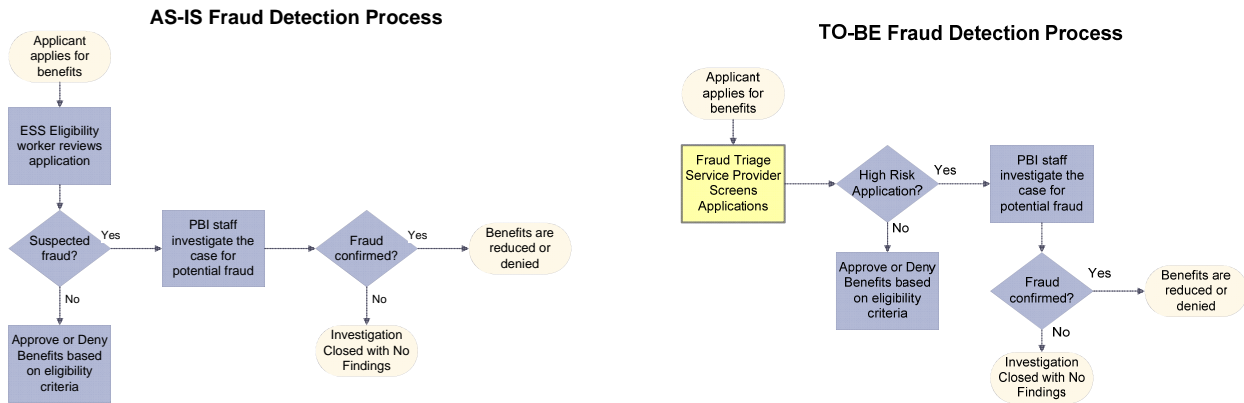 AS-IS Fraud Detection Process
Applicant
applies for
benefits
ESS Eligibility
worker reviews
application
Suspected
fraud?
Yes
No
PBI staff
investigate the
case for
potential fraud
Fraud
confirmed?
Yes
No
Benefits are
reduced or
denied
Approve or Deny
Benefits based
on eligibility
criteria
Investigation
Closed with No
Findings
TO-BE Fraud Detection Process
Applicant
applies for
benefits
Fraud Triage
Service Provider
Screens
Applications
High Risk
Application?
Yes
No
PBI staff
investigate the
case for
potential fraud
Approve or Deny
Benefits based
on eligibility
criteria
Fraud
confirmed?
Yes
No
Benefits are
reduced or
denied
Investigation
Closed with No
Findings